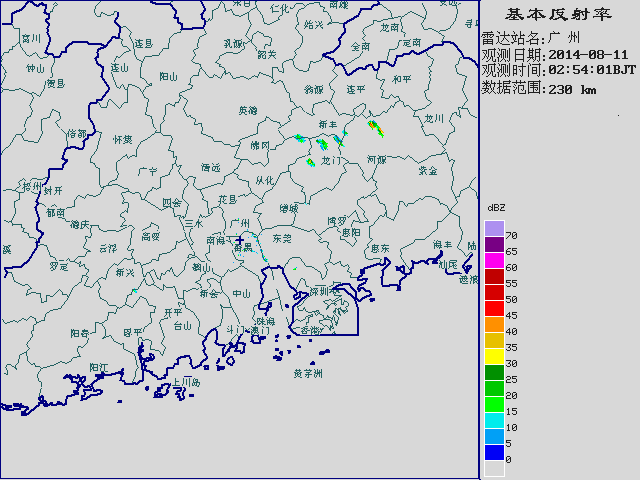 基本反射率
雷达站名:广 州
观测日期:2014-08-11
观测时间:02:54:01BJT
数据范围:230 km
dBZ
70
65
60
55
50
45
40
35
30
25
20
15
10
5
0
仁化
南雄
始兴
富川
连县
乳源
韶关
龙南
定南
全南
钟山
连山
阳山
贺县
翁源
连平
和平
英德
新丰
龙川
怀集
佛冈
龙门
河源
广宁
清远
从化
紫金
封开
四会
花县
增城
郁南
三水
广州
博罗
惠阳
德庆
高要
南海
番禺
东莞
惠东
海丰
云浮
鹤山
罗定
新兴
汕尾
新会
中山
深圳
开平
台山
珠海
斗门
澳门
香港
阳春
恩平
阳江
上川岛
黄茅洲